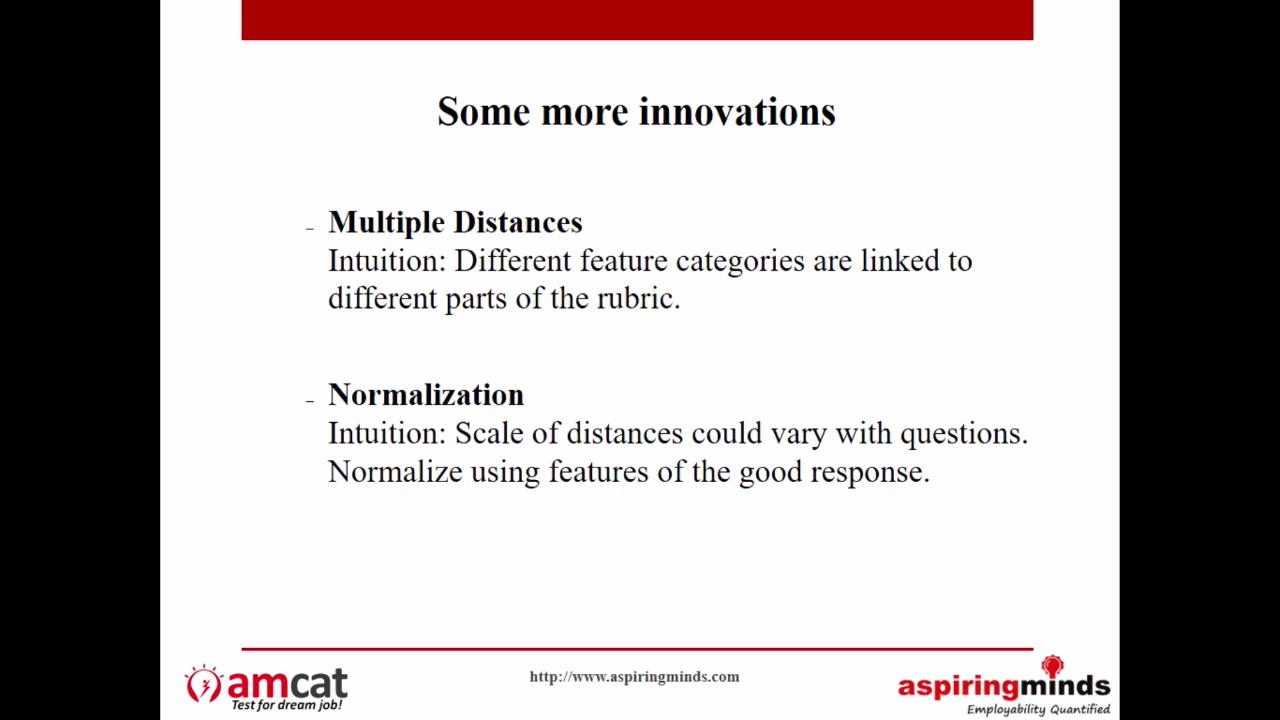 Some more innovations
– Multiple Distances
Intuition: Different feature categories are linked to
different parts of the rubric.
– Normalization
Intuition: Scale of distances could vary with questions.
Normalize using features of the good response.
amcat
Test for dream job!
http://www.aspiringminds.com
aspiringminds
Employability Quantified